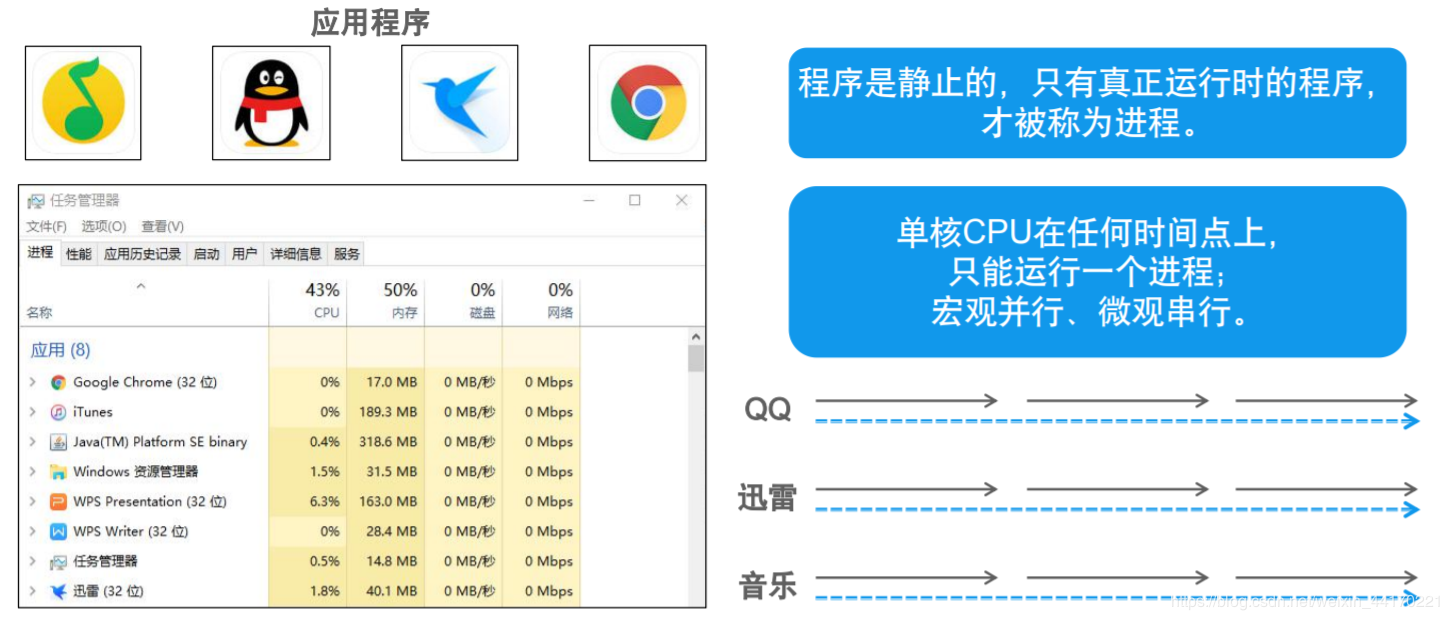 应用程序
程序是静止的，只有真正运行时的程序，
才被称为进程。
任务管理器
文件(F) 选项(O) 查看(V)
进程 性能 应用历史记录 启动 用户 详细信息 服务
43% 50% 0% 0%
名称 CPU 内存 磁盘 网络
应用 (8)
Google Chrome (32 位) 0% 17.0 MB 0 MB/秒 0 Mbps
iTunes 0% 189.3 MB 0 MB/秒 0 Mbps
Java(TM) Platform SE binary 0.4% 318.6 MB 0 MB/秒 0 Mbps
Windows 资源管理器 1.5% 31.5 MB 0 MB/秒 0 Mbps
WPS Presentation (32 位) 6.3% 163.0 MB 0 MB/秒 0 Mbps
WPS Writer (32 位) 0% 28.4 MB 0 MB/秒 0 Mbps
任务管理器 0.5% 14.8 MB 0 MB/秒 0 Mbps
迅雷 (32 位) 1.8% 40.1 MB 0 MB/秒 0 Mbps
单核CPU在任何时间点上，
只能运行一个进程；
宏观并行、微观串行。
QQ
迅雷
音乐
https://blog.csdn.net/weixin_44170221